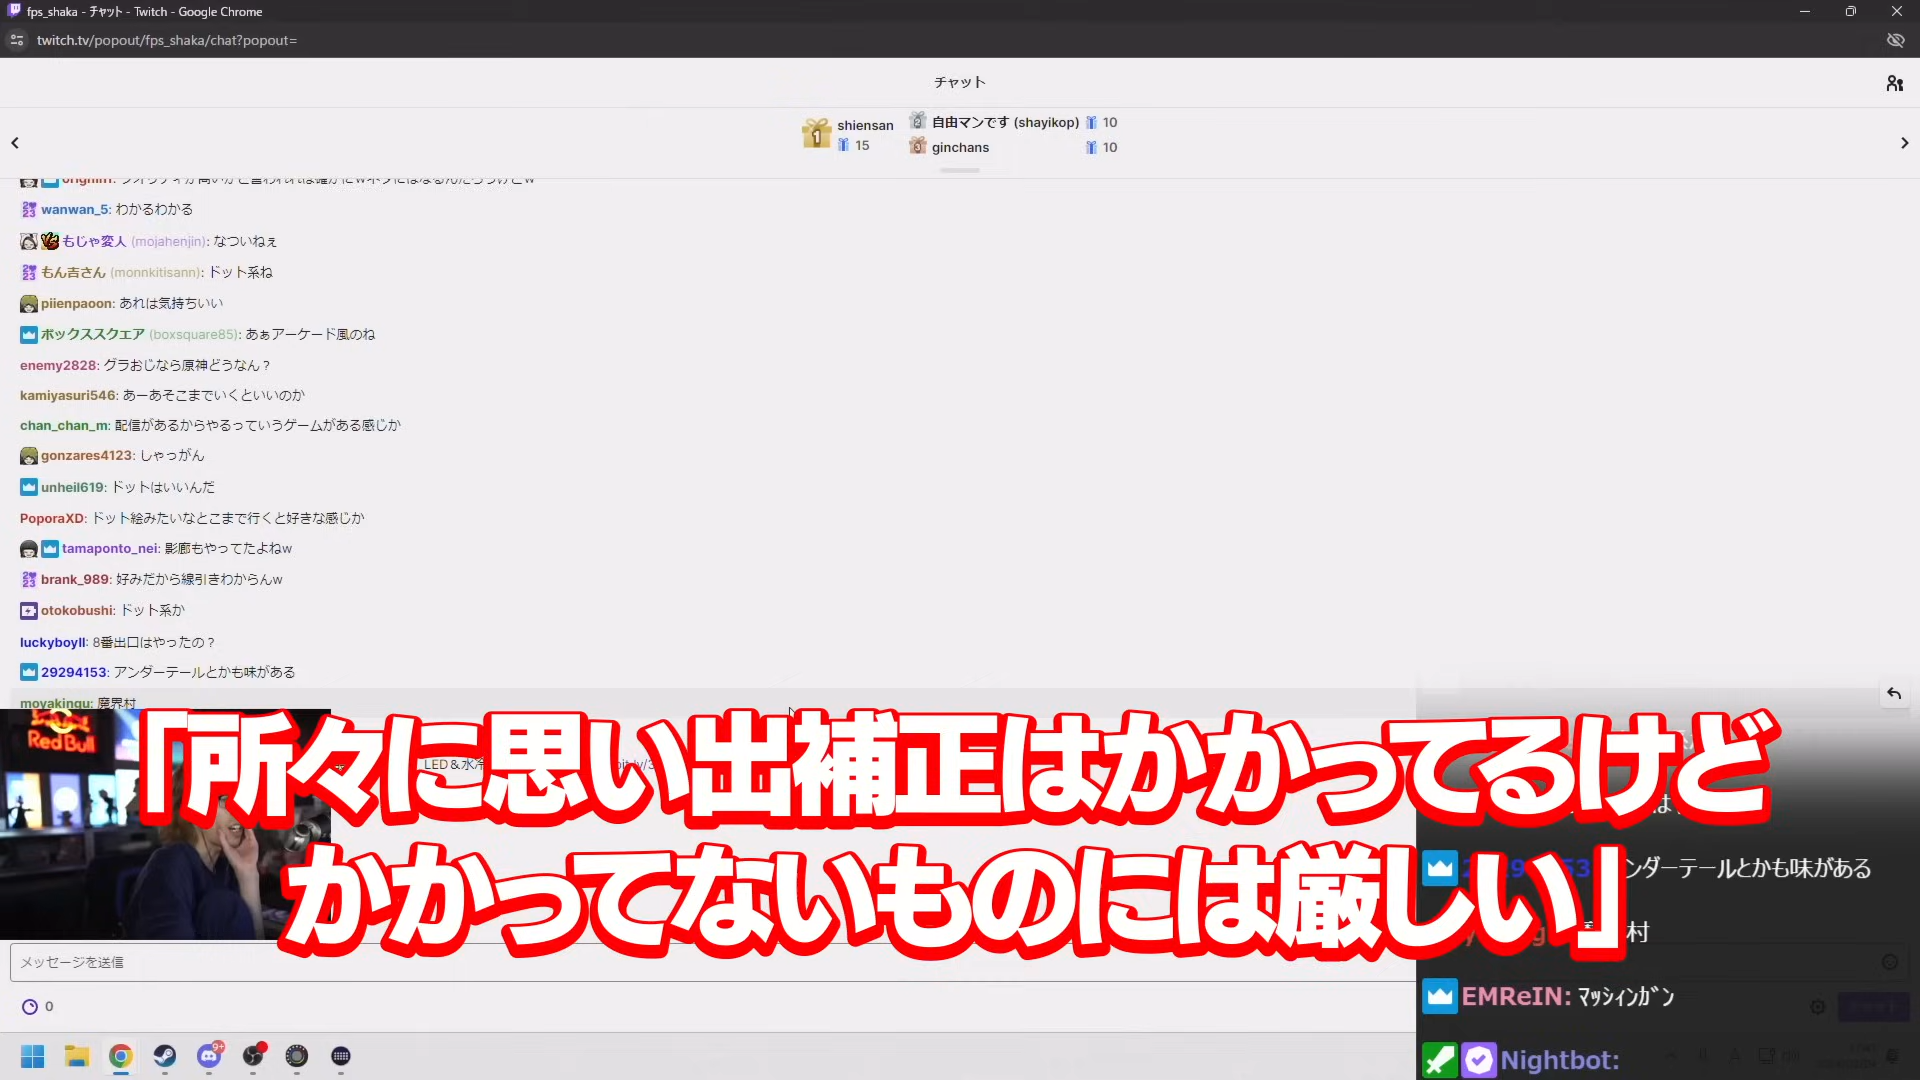 fps_shaka - チャット - Twitch - Google Chrome
twitch.tv/popout/fps_shaka/chat?popout=
チャット
1 shiensan 15
2 自由マンです (shayikop) 10
3 ginchans 10
wanwan_5: わかるわかる
もじゃ変人 (mojahenjin): なついねぇ
もん吉さん (monnkitisann): ドット系ね
piienpaoon: あれは気持ちいい
ボックススクエア (boxsquare85): あぁアーケード風のね
enemy2828: グラおじなら原神どうなん？
kamiyasuri546: あーあそこまでいくといいのか
chan_chan_m: 配信があるからやるっていうゲームがある感じか
gonzares4123: しゃっがん
unheil619: ドットはいいんだ
PoporaXD: ドット絵みたいなとこまで行くと好きな感じか
tamaponto_nei: 影廊もやってたよねw
brank_989: 好みだから線引きわからんw
otokobushi: ドット系か
luckyboyll: 8番出口はやったの？
29294153: アンダーテールとかも味がある
moyakingu: 魔界村
Red Bull
LED＆水冷
「所々に思い出補正はかかってるけど
かかってないものには厳しい」
ンダーテールとかも味がある
村
メッセージを送信
EMReIN: ﾏｯｼｨﾝｶﾞﾝ
0
Nightbot:
9+